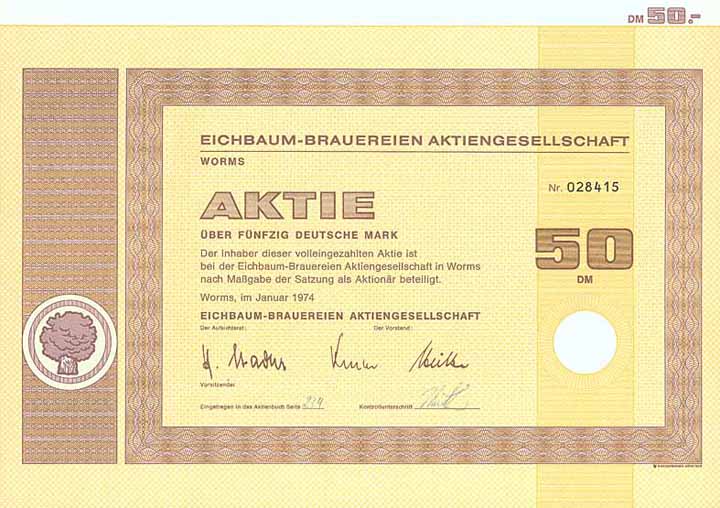 DM 50.-
EICHBAUM-BRAUEREIEN AKTIENGESELLSCHAFT
WORMS
Nr. 028415
AKTIE
ÜBER FÜNFZIG DEUTSCHE MARK
50
DM
Der Inhaber dieser volleingezahlten Aktie ist
bei der Eichbaum-Brauereien Aktiengesellschaft in Worms
nach Maßgabe der Satzung als Aktionär beteiligt.
Worms, im Januar 1974
EICHBAUM-BRAUEREIEN AKTIENGESELLSCHAFT
Der Aufsichtsrat: Der Vorstand:
Vorsitzender
Eingetragen in das Aktienbuch Seite 214 Kontrollunterschrift